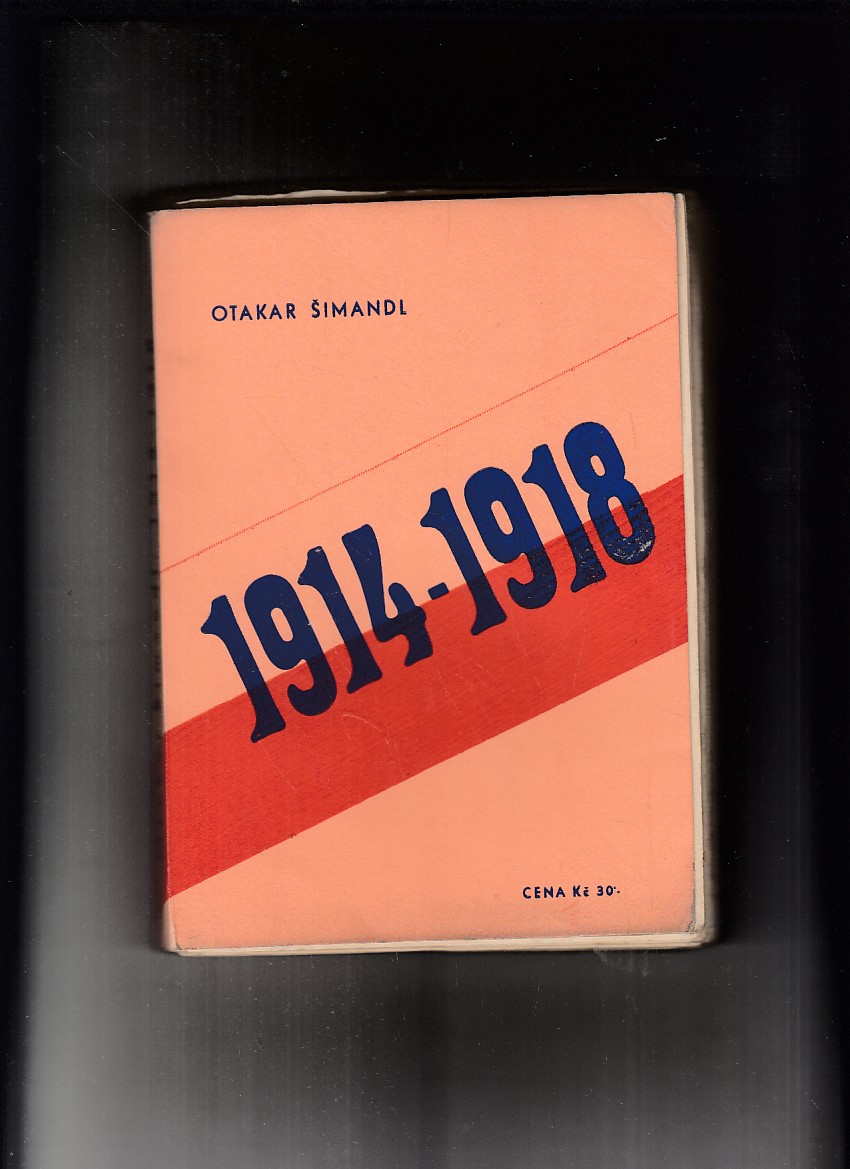 OTAKAR ŠIMANDL
1914-1918
CENA Kč 30·-